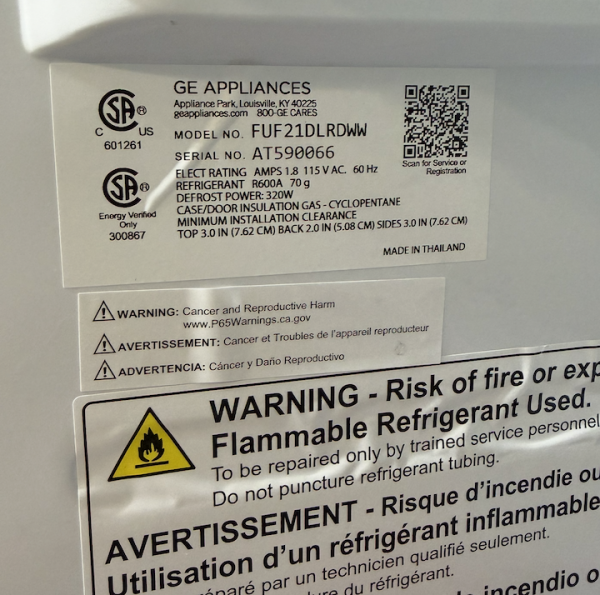 GE APPLIANCES
Appliance Park, Louisville, KY 40225
geappliances.com 800-GE CARES
MODEL NO. FUF21DLRDWW
SERIAL NO. AT590066
ELECT RATING AMPS 1.8 115 V AC. 60 Hz
REFRIGERANT R600A 70 g
DEFROST POWER: 320W
CASE/DOOR INSULATION GAS - CYCLOPENTANE
MINIMUM INSTALLATION CLEARANCE
TOP 3.0 IN (7.62 CM) BACK 2.0 IN (5.08 CM) SIDES 3.0 IN (7.62 CM)
MADE IN THAILAND
SA ®
C US
601261
SA ®
Energy Verified
Only
300867
Scan for Service or
Registration
WARNING: Cancer and Reproductive Harm
www.P65Warnings.ca.gov
AVERTISSEMENT: Cancer et Troubles de l'appareil reproducteur
ADVERTENCIA: Cáncer y Daño Reproductivo
WARNING - Risk of fire or exp
Flammable Refrigerant Used.
To be repaired only by trained service personnel
Do not puncture refrigerant tubing.
AVERTISSEMENT - Risque d'incendie ou
Utilisation d'un réfrigérant inflammable
paré par un technicien qualifié seulement.
du réfrigérant.
incendio o